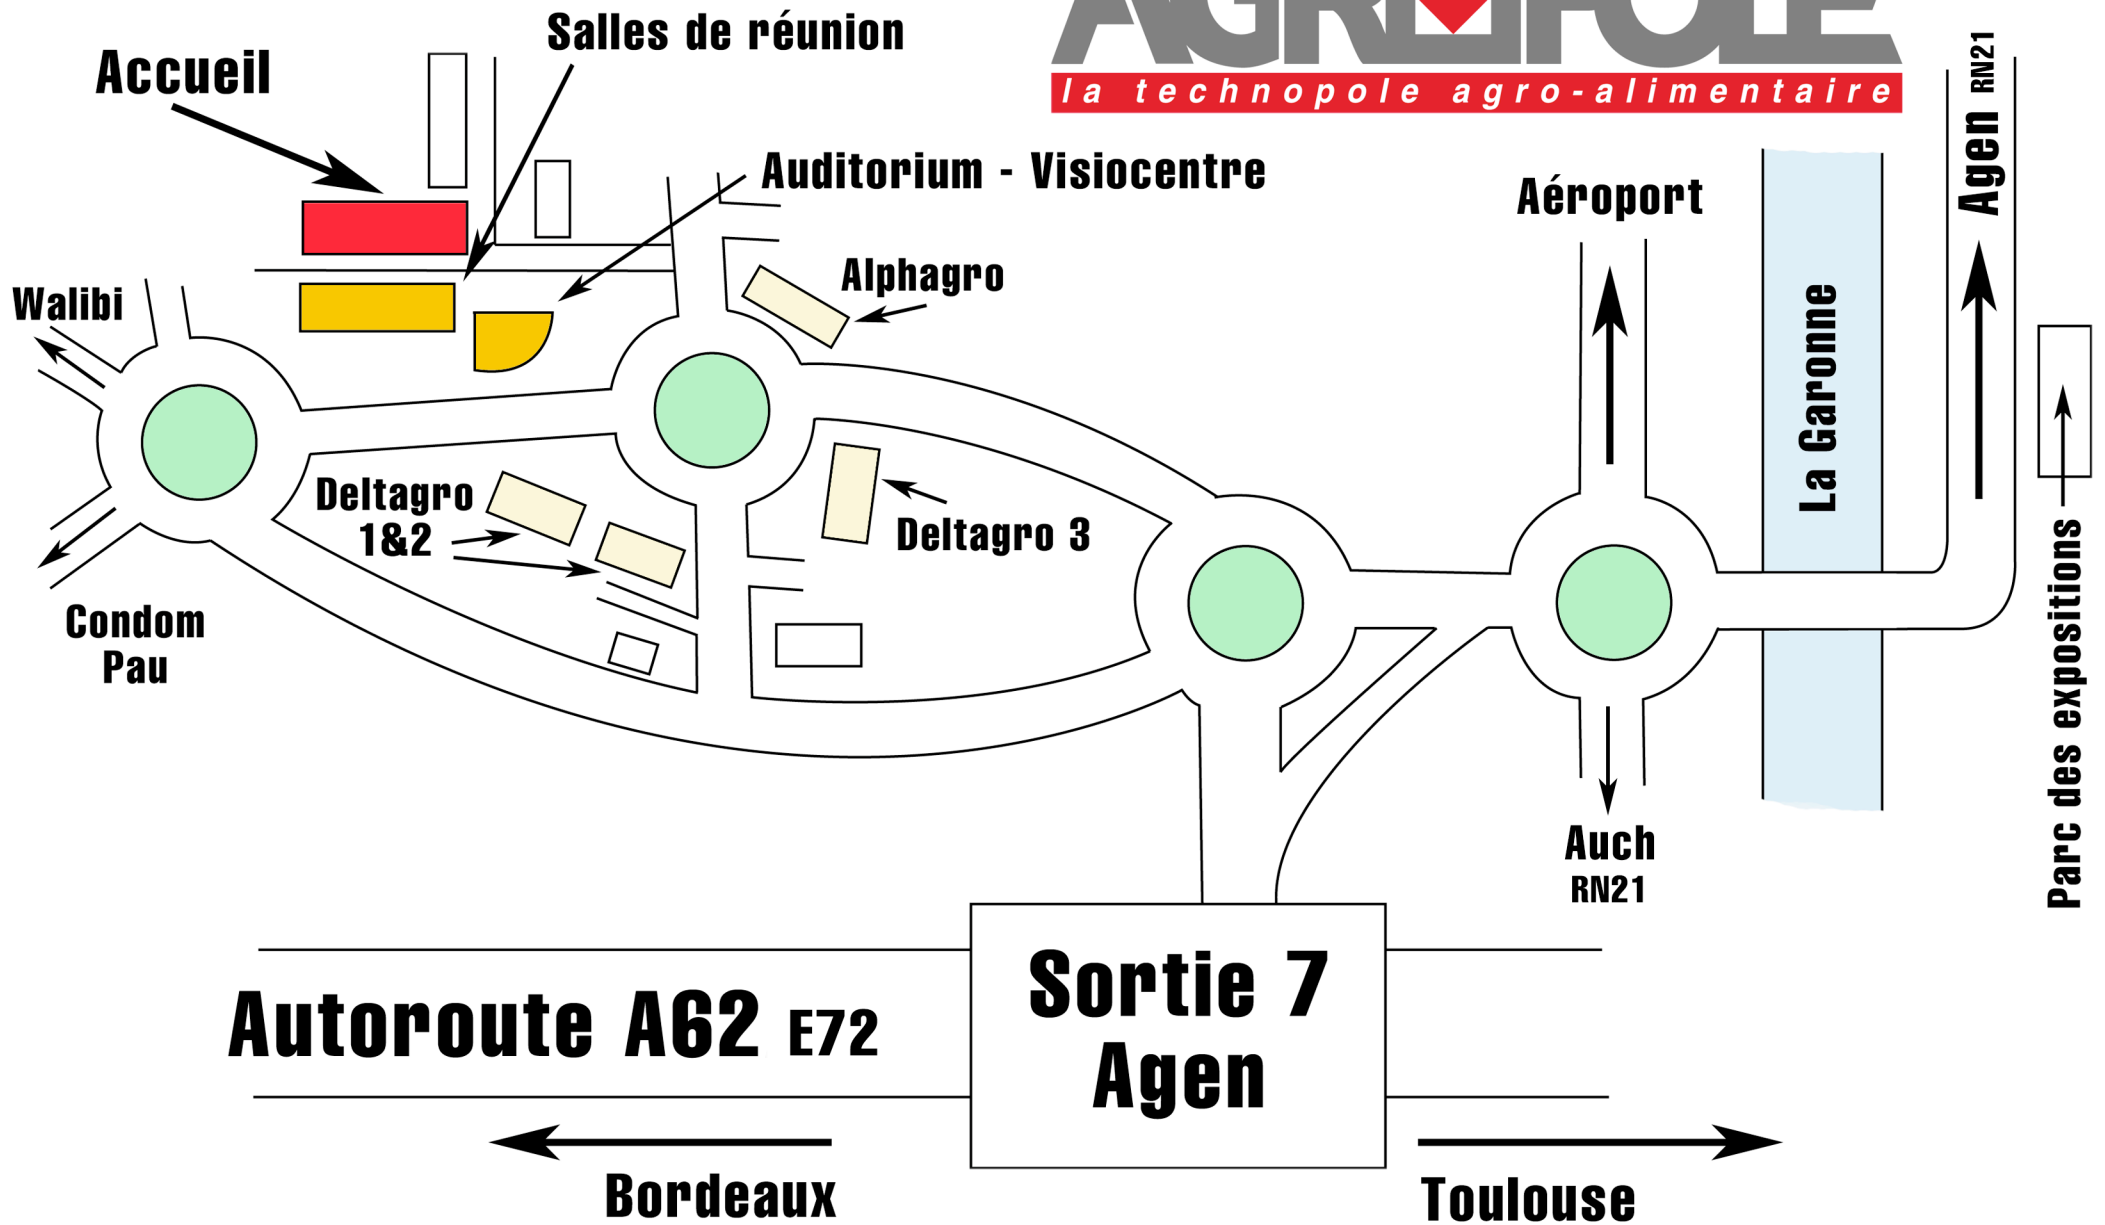 AGROPOLE
la technopole agro-alimentaire
Salles de réunion
Accueil
Auditorium - Visiocentre
Alphagro
Walibi
Aéroport
Agen RN21
La Garonne
Deltagro
1&2
Deltagro 3
Condom
Pau
Parc des expositions
Auch
RN21
Sortie 7
Agen
Autoroute A62 E72
Bordeaux
Toulouse